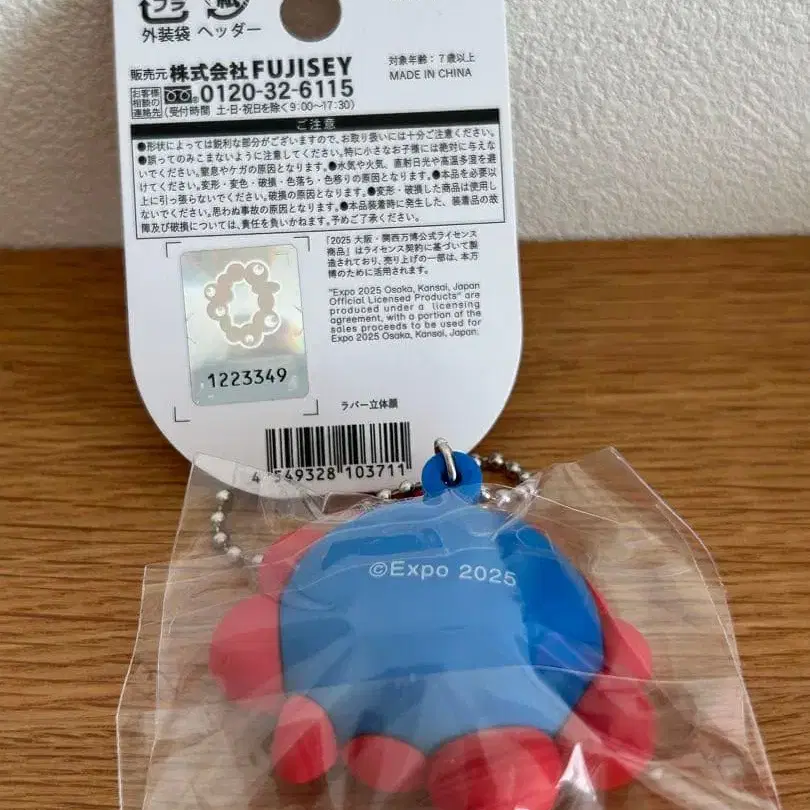 プラ
紙
外装袋 ヘッダー
対象年齢：7歳以上
MADE IN CHINA
販売元 株式会社FUJISEY
お客様相談の連絡先 0120-32-6115
(受付時間 土·日·祝日を除く9:00〜17:30)
ご注意
●形状によっては鋭利な部分がございますので、お取り扱いには十分ご注意ください。
●誤ってのみこまないように注意してください。特に小さなお子様には絶対に与えな
いでください。窒息やケガの原因となります。●水気や火気、直射日光や高温多湿を避
けてください。変形・変色・破損・色落ち・色移りの原因となります。●本品を必要以
上に引っ張らないでください。破損の原因となります。●変形・破損した商品は使用し
ないでください。思わぬ事故の原因となります。●本品装着時に発生した、装着品の故
障及び破損については、責任を負いかねます。予めご了承ください。
「2025 大阪・関西万博公式ライセンス
商品」はライセンス契約に基づいて製
造されており、売り上げの一部は、本万
博のために活用されます。
"Expo 2025 Osaka, Kansai, Japan
Official Licensed Products" are
produced under a licensing
agreement, with a portion of the
sales proceeds to be used for
Expo 2025 Osaka, Kansai, Japan.
1223349
ラバー立体顔
4 549328 103711
©Expo 2025